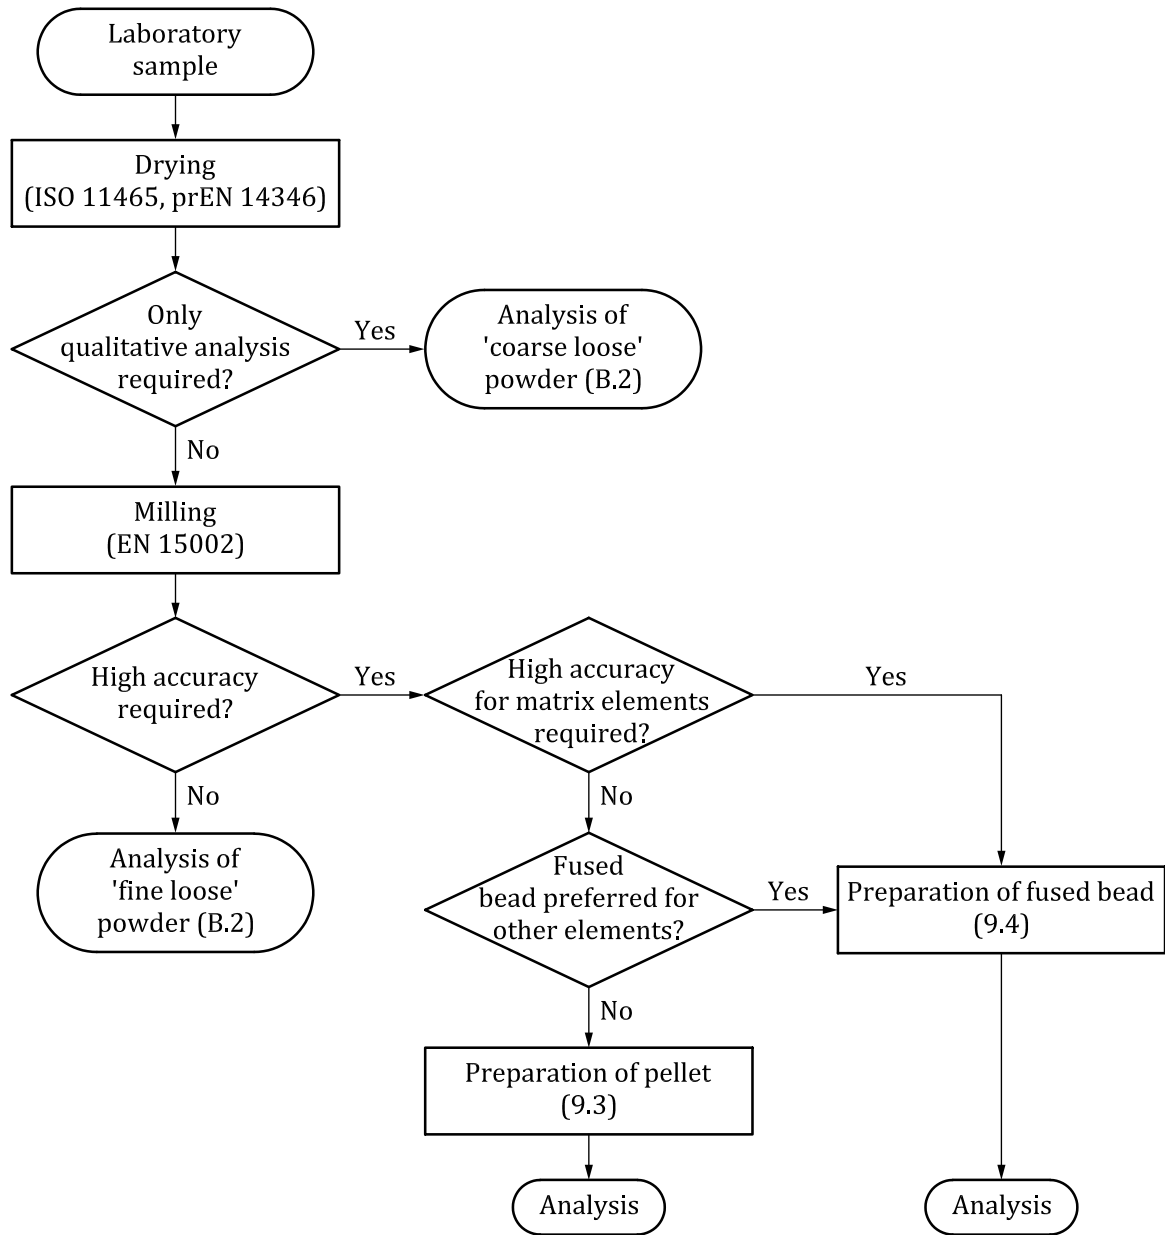 Laboratory
sample
Drying
(ISO 11465, prEN 14346)
Only
qualitative analysis
required?
Yes
Analysis of
'coarse loose'
powder (B.2)
No
Milling
(EN 15002)
High accuracy
required?
Yes
High accuracy
for matrix elements
required?
Yes
No
Analysis of
'fine loose'
powder (B.2)
No
Fused
bead preferred for
other elements?
Yes
Preparation of fused bead
(9.4)
No
Preparation of pellet
(9.3)
Analysis
Analysis